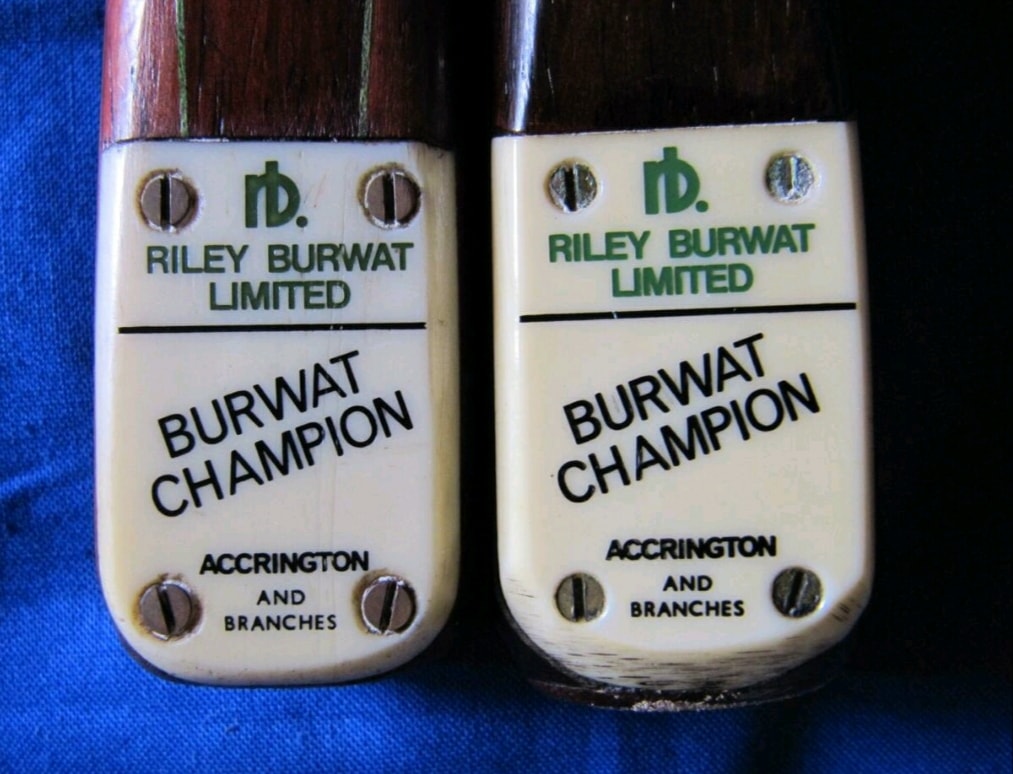 rb.
RILEY BURWAT
LIMITED
BURWAT
CHAMPION
ACCRINGTON
AND
BRANCHES
rb.
RILEY BURWAT
LIMITED
BURWAT
CHAMPION
ACCRINGTON
AND
BRANCHES